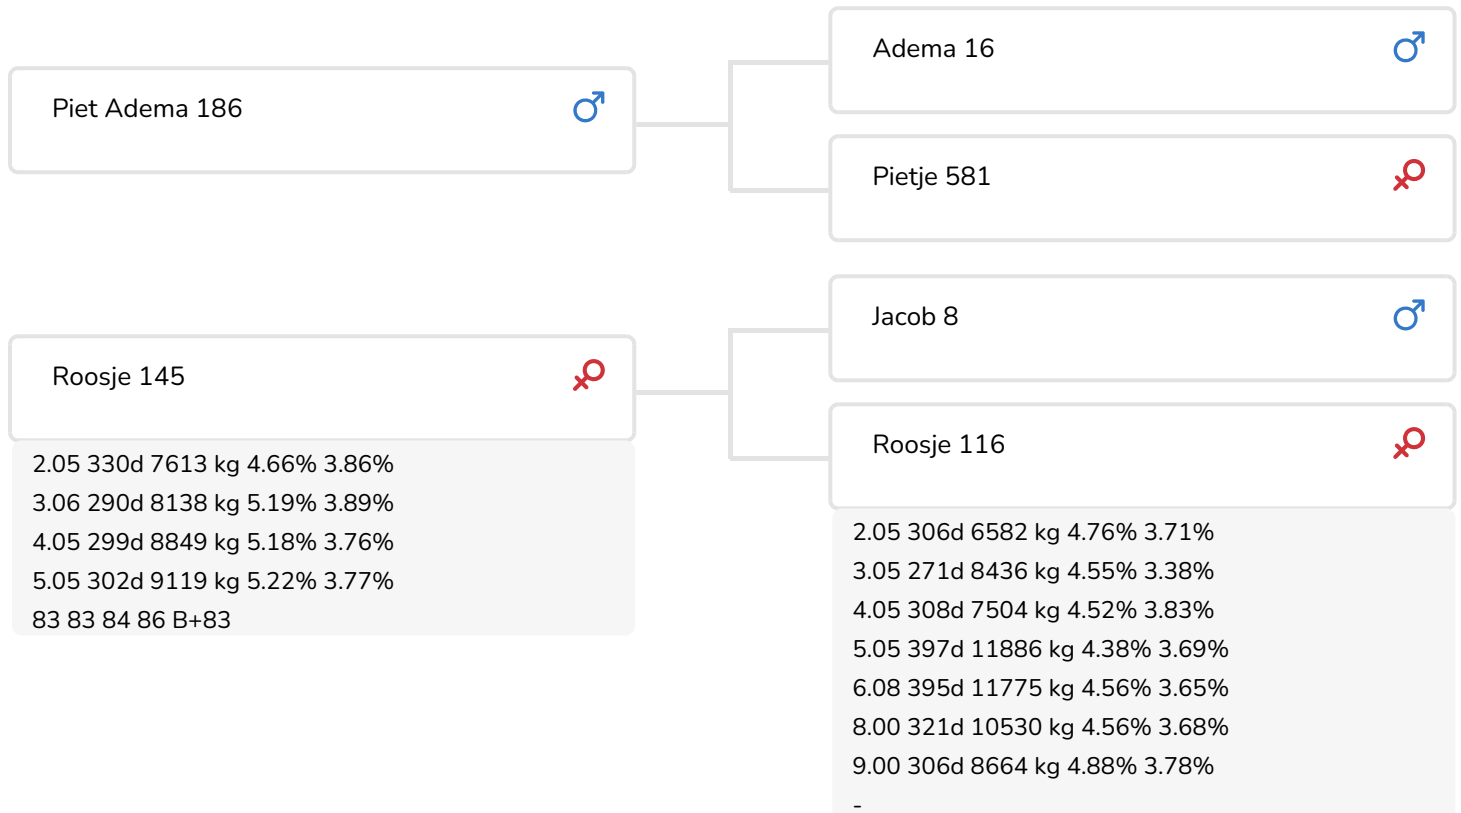 Piet Adema 186
Adema 16
Pietje 581
Roosje 145
2.05 330d 7613 kg 4.66% 3.86%
3.06 290d 8138 kg 5.19% 3.89%
4.05 299d 8849 kg 5.18% 3.76%
5.05 302d 9119 kg 5.22% 3.77%
83 83 84 86 B+83
Jacob 8
Roosje 116
2.05 306d 6582 kg 4.76% 3.71%
3.05 271d 8436 kg 4.55% 3.38%
4.05 308d 7504 kg 4.52% 3.83%
5.05 397d 11886 kg 4.38% 3.69%
6.08 395d 11775 kg 4.56% 3.65%
8.00 321d 10530 kg 4.56% 3.68%
9.00 306d 8664 kg 4.88% 3.78%
-